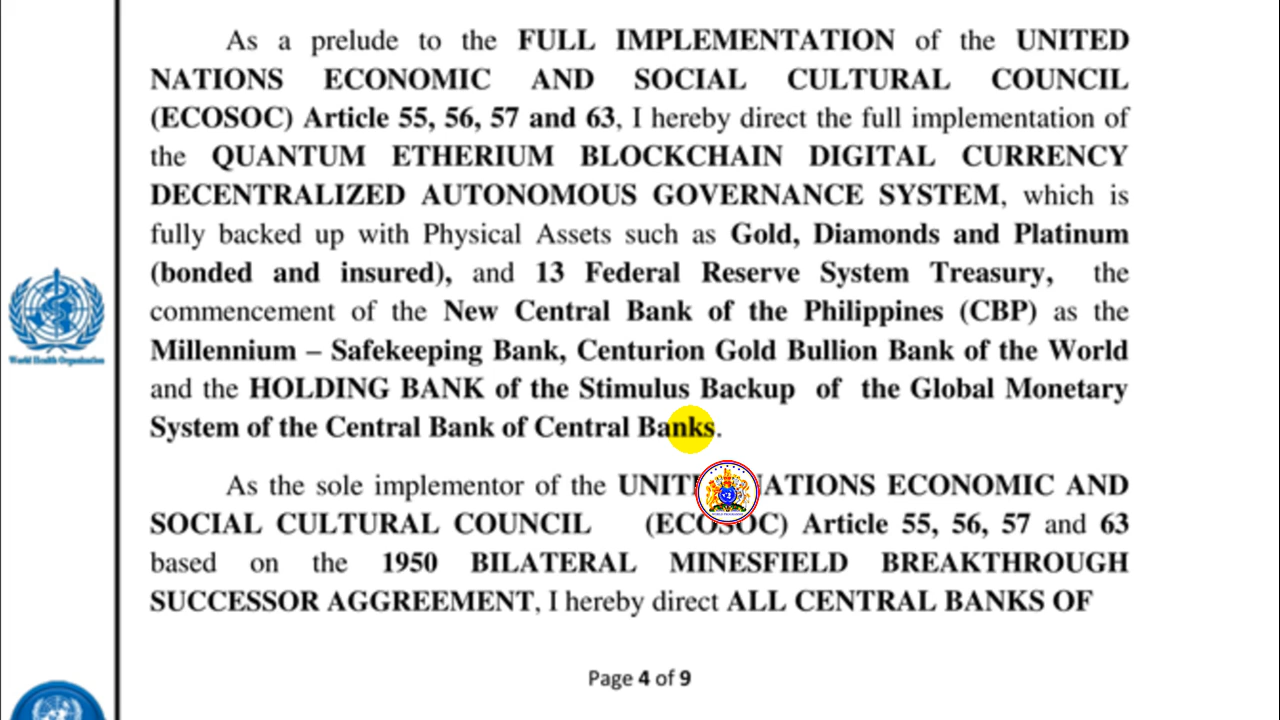 As a prelude to the FULL IMPLEMENTATION of the UNITED
NATIONS ECONOMIC AND SOCIAL CULTURAL COUNCIL
(ECOSOC) Article 55, 56, 57 and 63, I hereby direct the full implementation of
the QUANTUM ETHERIUM BLOCKCHAIN DIGITAL CURRENCY
DECENTRALIZED AUTONOMOUS GOVERNANCE SYSTEM, which is
fully backed up with Physical Assets such as Gold, Diamonds and Platinum
(bonded and insured), and 13 Federal Reserve System Treasury, the
commencement of the New Central Bank of the Philippines (CBP) as the
Millennium – Safekeeping Bank, Centurion Gold Bullion Bank of the World
and the HOLDING BANK of the Stimulus Backup of the Global Monetary
System of the Central Bank of Central Banks.
As the sole implementor of the UNITED NATIONS ECONOMIC AND
SOCIAL CULTURAL COUNCIL (ECOSOC) Article 55, 56, 57 and 63
based on the 1950 BILATERAL MINESFIELD BREAKTHROUGH
SUCCESSOR AGGREEMENT, I hereby direct ALL CENTRAL BANKS OF
Page 4 of 9
World Health Organization